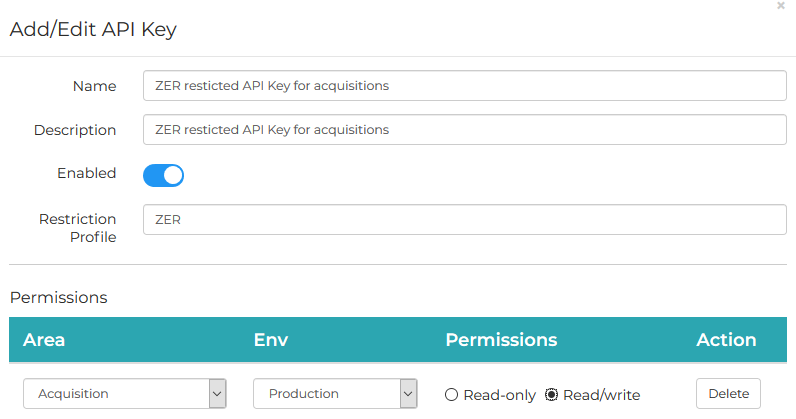 ×
Add/Edit API Key
Name ZER resticted API Key for acquisitions
Description ZER resticted API Key for acquisitions
Enabled
Restriction
Profile ZER
Permissions
Area Env Permissions Action
Acquisition Production Read-only Read/write Delete